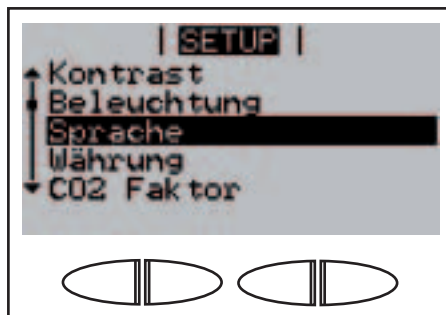 | SETUP |
Kontrast
Beleuchtung
Sprache
Währung
CO2 Faktor